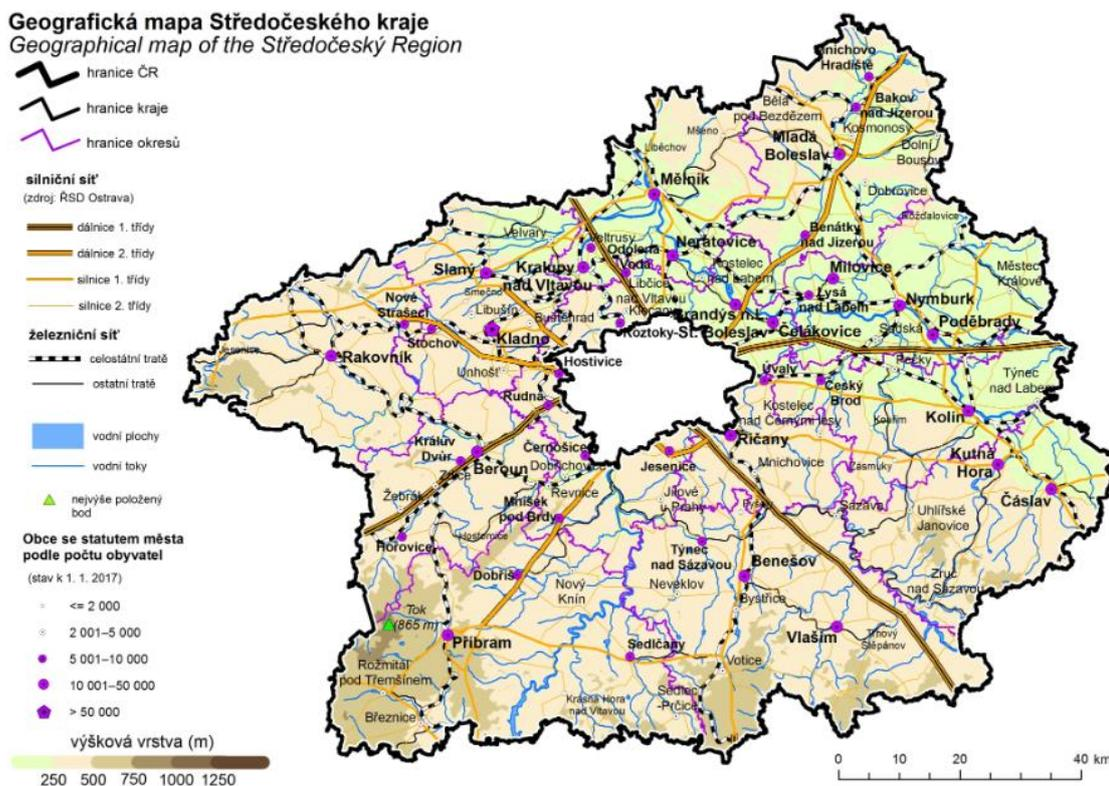 Geografická mapa Středočeského kraje
Geographical map of the Středočeský Region
hranice ČR
hranice kraje
hranice okresů
silniční síť
(zdroj: ŘSD Ostrava)
dálnice 1. třídy
dálnice 2. třídy
silnice 1. třídy
silnice 2. třídy
železniční síť
celostátní tratě
ostatní tratě
vodní plochy
vodní toky
nejvýše položený
bod
Obce se statutem města
podle počtu obyvatel
(stav k 1. 1. 2017)
<= 2 000
2 001–5 000
5 001–10 000
10 001–50 000
> 50 000
výšková vrstva (m)
250 500 750 1000 1250
Mnichovo
Hradiště
Bakov
nad Jizerou
Bělá
pod Bezdězem
Kosmonosy
Mšeno
Mladá
Boleslav
Dolní
Bousov
Liběchov
Mělník
Dobrovice
Rožďalovice
Benátky
nad Jizerou
Velvary
Veltrusy
Odolena
Voda
Neratovice
Kostelec
nad Labem
Milovice
Městec
Králové
Slaný
Kralupy
nad Vltavou
Libčice
nad Vltavou
Klecany
Lysá
nad Labem
Nymburk
Smečno
Libušín
Buštěhrad
Nové
Strašecí
Stochov
Kladno
Roztoky
Brandýs n.L.
-St.
Boleslav
Čelákovice
Sadská
Poděbrady
Jesenice
Rakovník
Unhošť
Hostivice
Pečky
Týnec
nad Labem
Rudná
Úvaly
Český
Brod
Kostelec
nad Černými lesy
Kouřim
Kolín
Králův
Dvůr
Beroun
Zdice
Černošice
Dobřichovice
Řevnice
Jesenice
Říčany
Mnichovice
Zásmuky
Kutná
Hora
Čáslav
Žebrák
Mníšek
pod Brdy
Hostomice
Hořovice
Jílové
u Prahy
Pyšely
Sázava
Uhlířské
Janovice
Týnec
nad Sázavou
Neveklov
Benešov
Bystřice
Zruč
nad Sázavou
Dobříš
Nový
Knín
Tok
(865 m)
Příbram
Sedlčany
Vlašim
Trhový
Štěpánov
Votice
Rožmitál
pod Třemšínem
Březnice
Krásná Hora
nad Vltavou
Sedlec
-Prčice
0 10 20 40 km